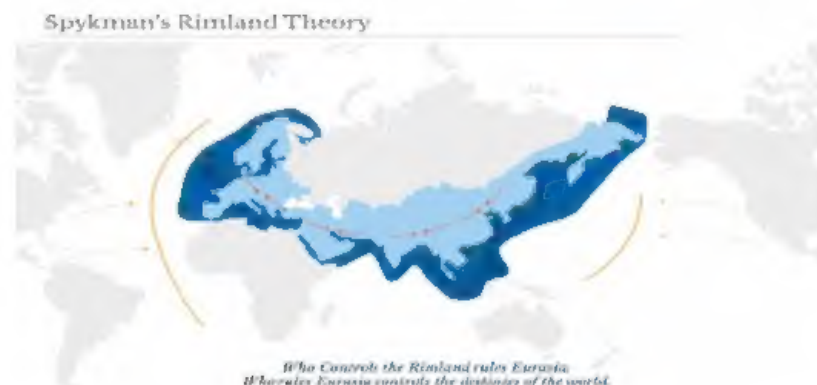 Spykman's Rimland Theory
Who Controls the Rimland rules Eurasia
Who rules Eurasia controls the destinies of the world.